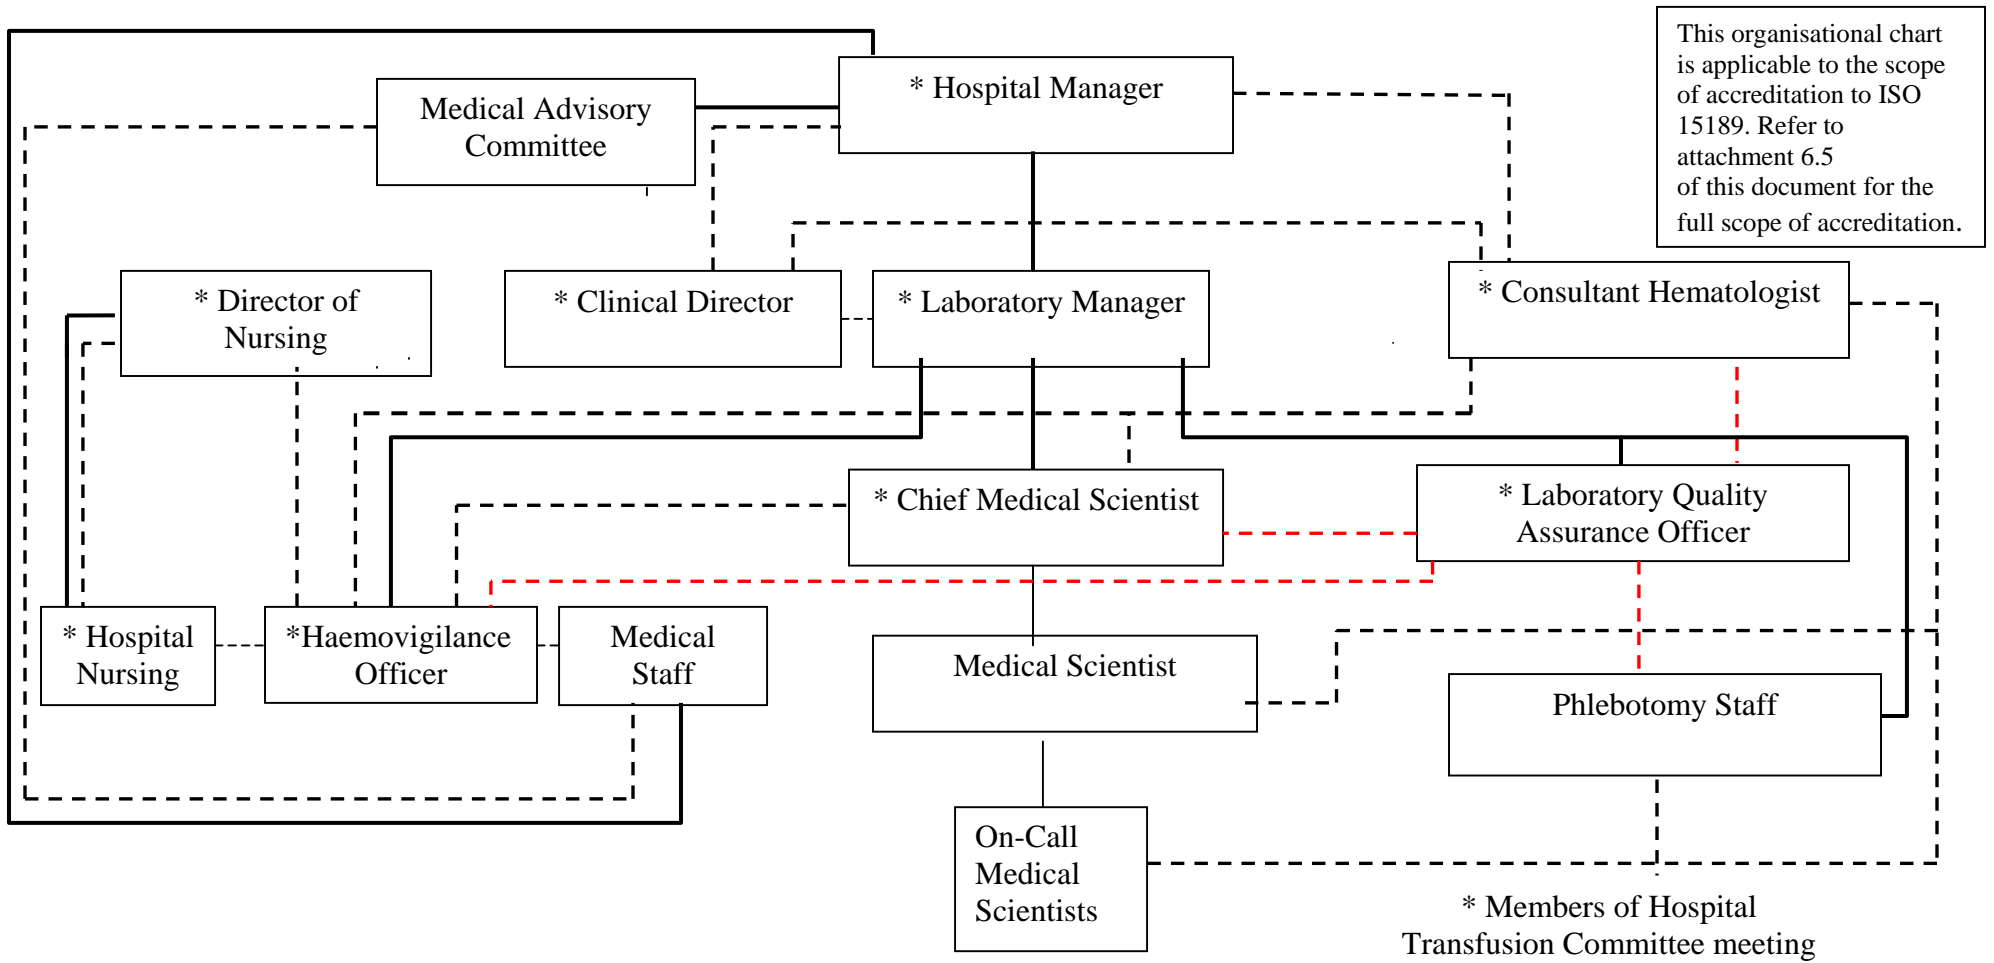 This organisational chart
is applicable to the scope
of accreditation to ISO
15189. Refer to
attachment 6.5
of this document for the
full scope of accreditation.
* Hospital Manager
Medical Advisory
Committee
* Director of
Nursing
* Clinical Director
* Laboratory Manager
* Consultant Hematologist
* Chief Medical Scientist
* Laboratory Quality
Assurance Officer
* Hospital
Nursing
*Haemovigilance
Officer
Medical
Staff
Medical Scientist
Phlebotomy Staff
On-Call
Medical
Scientists
* Members of Hospital
Transfusion Committee meeting